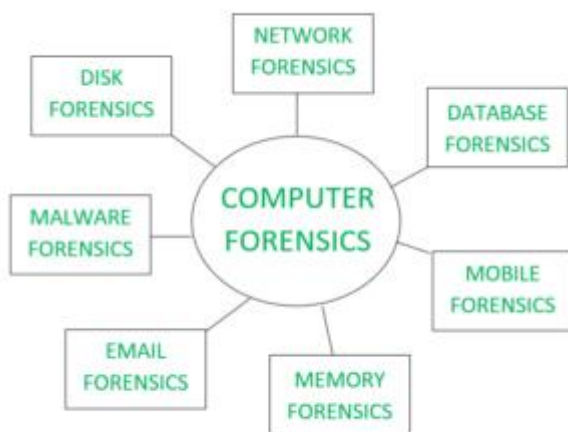 NETWORK
FORENSICS
DISK
FORENSICS
DATABASE
FORENSICS
COMPUTER
FORENSICS
MALWARE
FORENSICS
MOBILE
FORENSICS
EMAIL
FORENSICS
MEMORY
FORENSICS